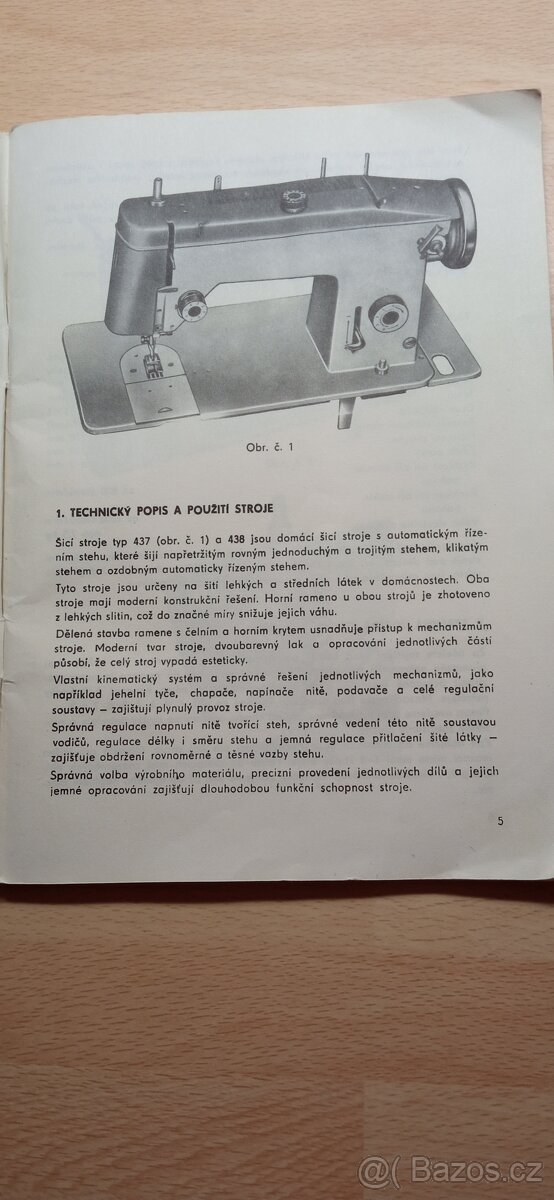 Obr. č. 1
1. TECHNICKÝ POPIS A POUŽITÍ STROJE
Šicí stroje typ 437 (obr. č. 1) a 438 jsou domácí šicí stroje s automatickým říze-
ním stehu, které šijí napřetržitým rovným jednoduchým a trojitým stehem, klikatým
stehem a ozdobným automaticky řízeným stehem.
Tyto stroje jsou určeny na šití lehkých a středních látek v domácnostech. Oba
stroje mají moderní konstrukční řešení. Horní rameno u obou strojů je zhotoveno
z lehkých slitin, což do značné míry snižuje jejich váhu.
Dělená stavba ramene s čelním a horním krytem usnadňuje přístup k mechanizmům
stroje. Moderní tvar stroje, dvoubarevný lak a opracování jednotlivých částí
působí, že celý stroj vypadá esteticky.
Vlastní kinematický systém a správné řešení jednotlivých mechanizmů, jako
například jehelní tyče, chapače, napínače nitě, podavače a celé regulační
soustavy – zajištují plynulý provoz stroje.
Správná regulace napnutí nitě tvořící steh, správné vedení této nitě soustavou
vodičů, regulace délky i směru stehu a jemná regulace přitlačení šité látky –
zajišťuje obdržení rovnoměrné a těsné vazby stehu.
Správná volba výrobního materiálu, precizní provedení jednotlivých dílů a jejich
jemné opracování zajišťují dlouhodobou funkční schopnost stroje.
5
@( Bazos.cz